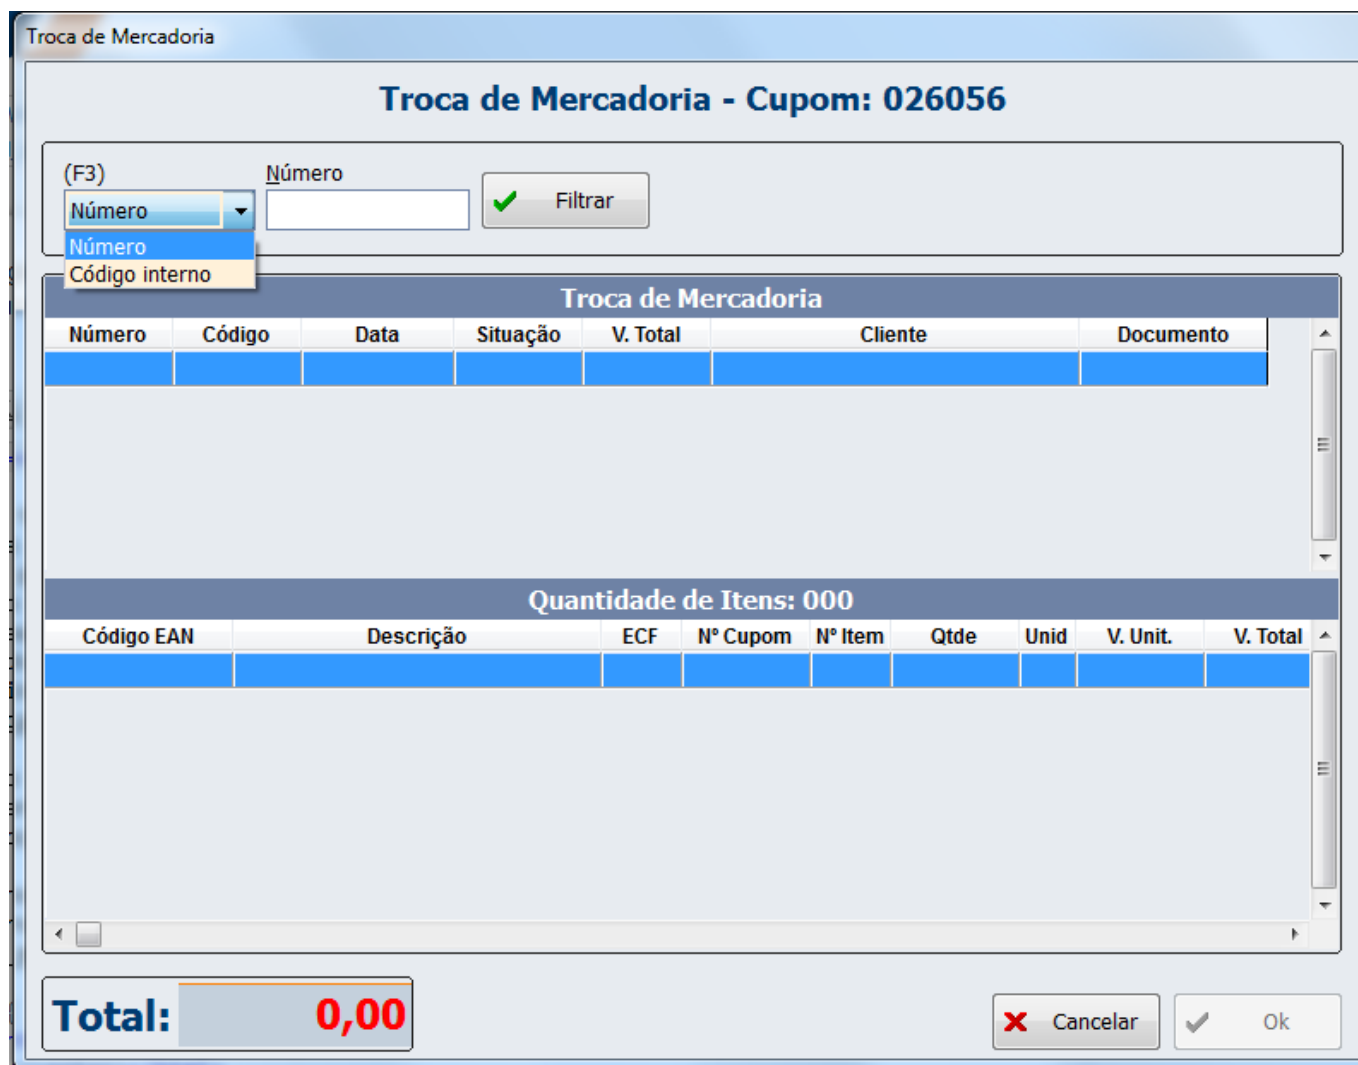 Troca de Mercadoria
Troca de Mercadoria - Cupom: 026056
(F3) Número
Número Filtrar
Número
Código interno
Troca de Mercadoria
Número Código Data Situação V. Total Cliente Documento
Quantidade de Itens: 000
Código EAN Descrição ECF Nº Cupom Nº Item Qtde Unid V. Unit. V. Total
Total: 0,00
Cancelar Ok